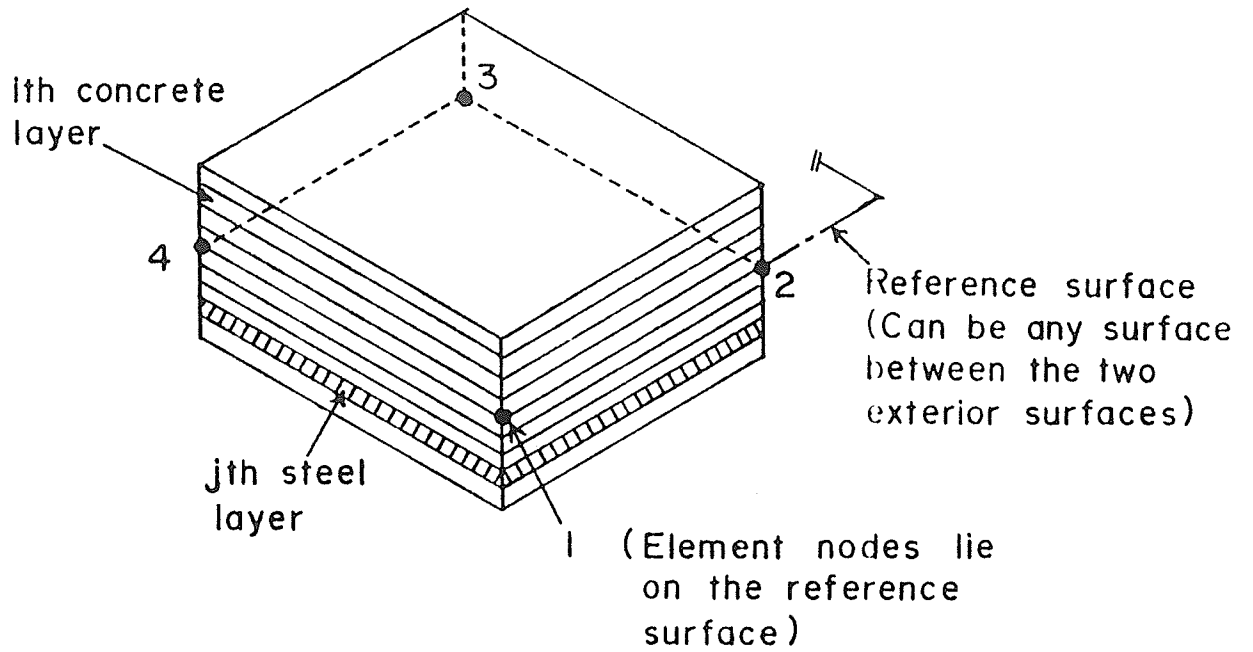 3
ith concrete
layer
4
2
Reference surface
(Can be any surface
between the two
exterior surfaces)
jth steel
layer
1 (Element nodes lie
on the reference
surface)